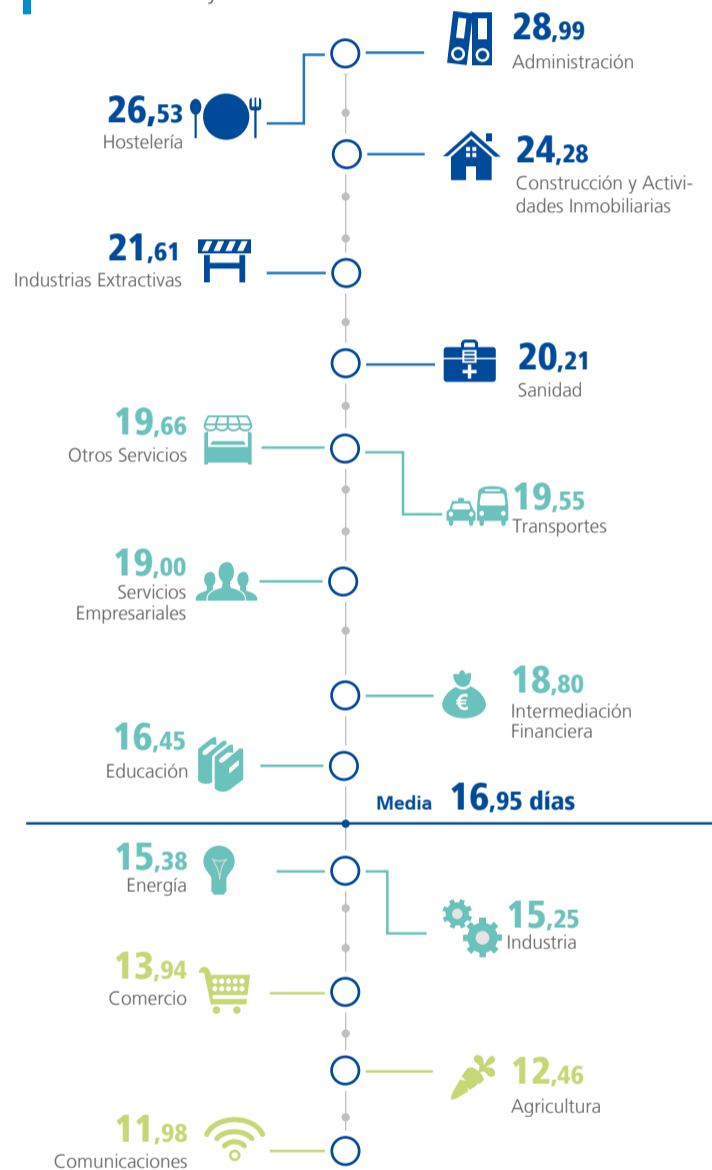 28,99
Administración
26,53
Hostelería
24,28
Construcción y Activi-
dades Inmobiliarias
21,61
Industrias Extractivas
20,21
Sanidad
19,66
Otros Servicios
19,55
Transportes
19,00
Servicios
Empresariales
18,80
Intermediación
Financiera
16,45
Educación
Media 16,95 días
15,38
Energía
15,25
Industria
13,94
Comercio
12,46
Agricultura
11,98
Comunicaciones